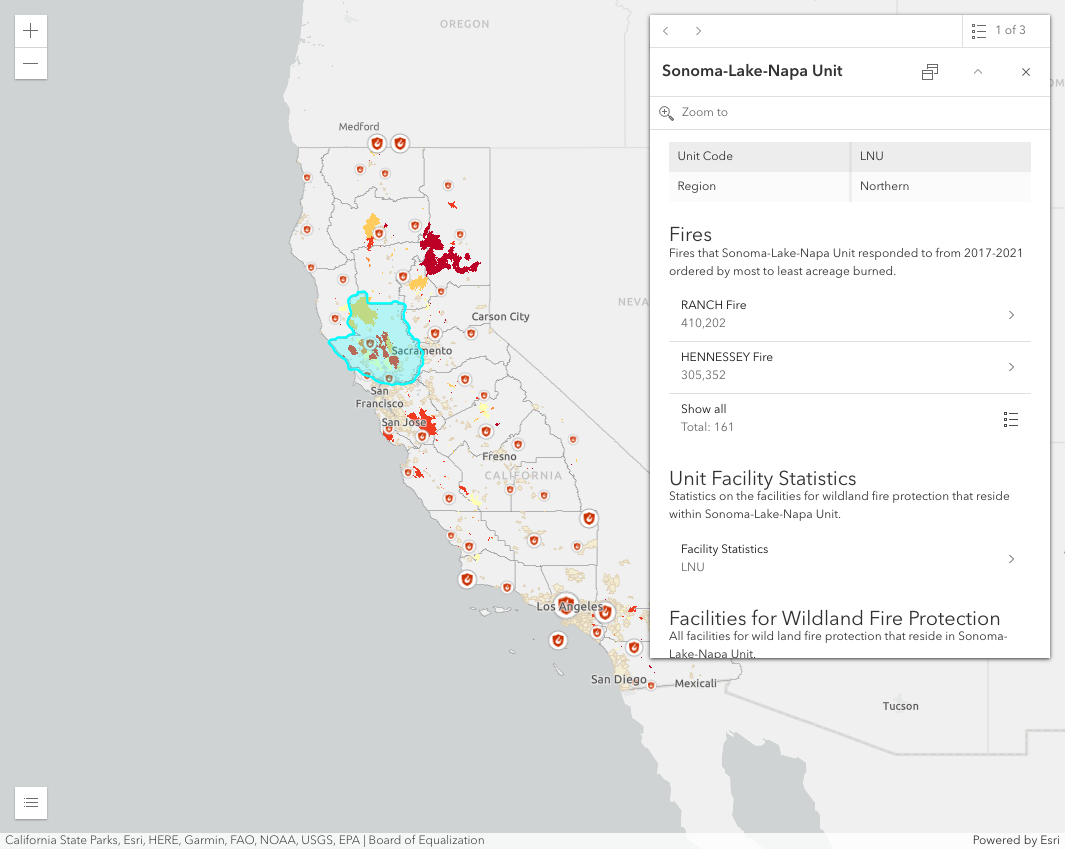 OREGON
Medford
Carson City
NEVA
Sacramento
San
Francisco
San Jose
Fresno
CALIFORNIA
Los Angeles
San Diego
Mexicali
Tucson
1 of 3
Sonoma-Lake-Napa Unit
Zoom to
Unit Code LNU
Region Northern
Fires
Fires that Sonoma-Lake-Napa Unit responded to from 2017-2021
ordered by most to least acreage burned.
RANCH Fire
410,202
HENNESSEY Fire
305,352
Show all
Total: 161
Unit Facility Statistics
Statistics on the facilities for wildland fire protection that reside
within Sonoma-Lake-Napa Unit.
Facility Statistics
LNU
Facilities for Wildland Fire Protection
All facilities for wild land fire protection that reside in Sonoma-
Lake-Napa Unit.
California State Parks, Esri, HERE, Garmin, FAO, NOAA, USGS, EPA | Board of Equalization
Powered by Esri